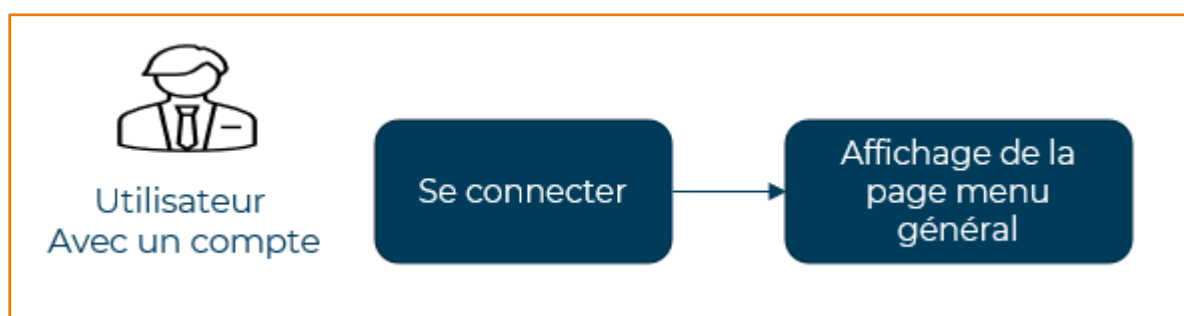 Utilisateur
Avec un compte
Se connecter
Affichage de la
page menu
général